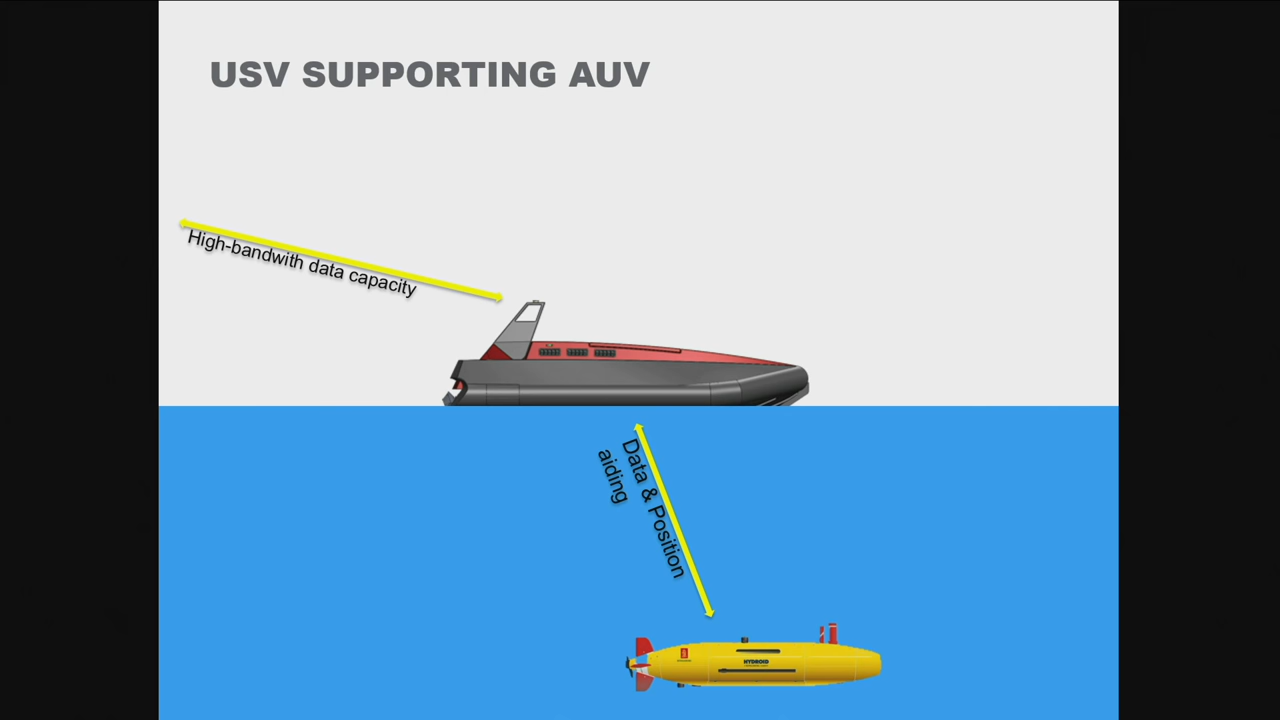 USV SUPPORTING AUV
High-bandwith data capacity
Data & Position
aiding
HYDROID